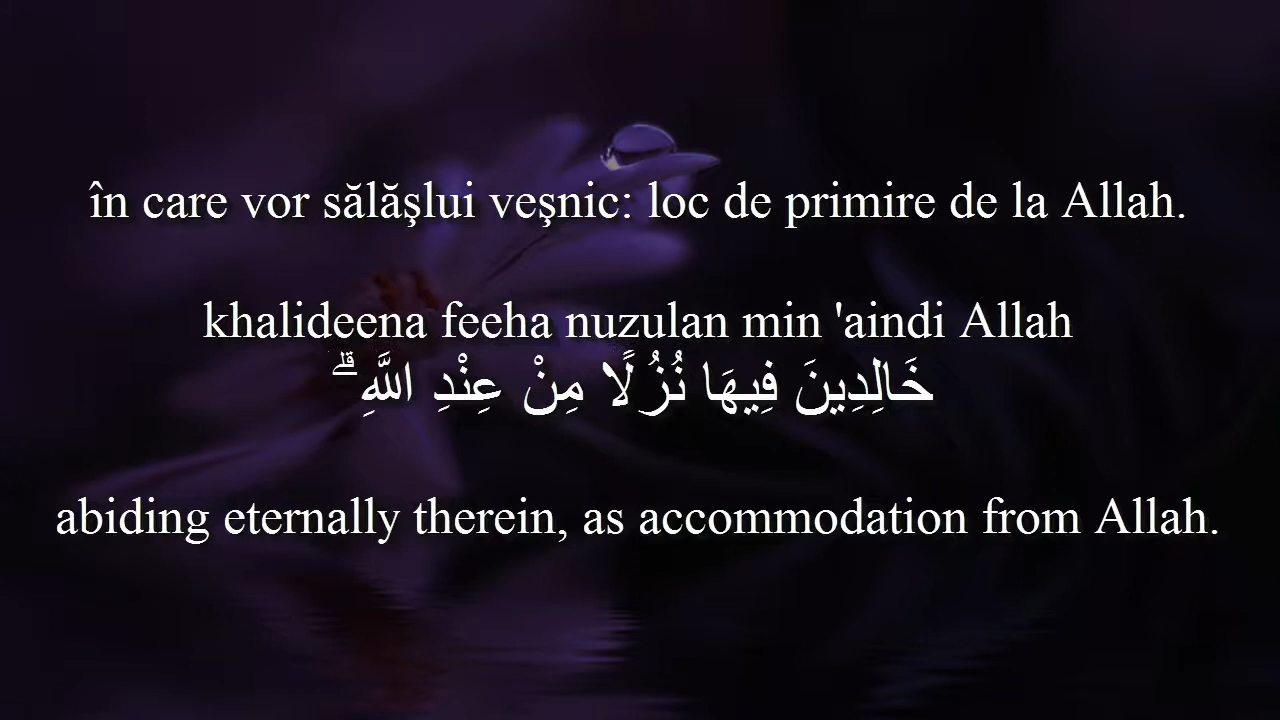 în care vor sălăşlui veşnic: loc de primire de la Allah.
khalideena feeha nuzulan min 'aindi Allah
خَالِدِينَ فِيهَا نُزُلًا مِنْ عِنْدِ اللَّهِ ۗ
abiding eternally therein, as accommodation from Allah.